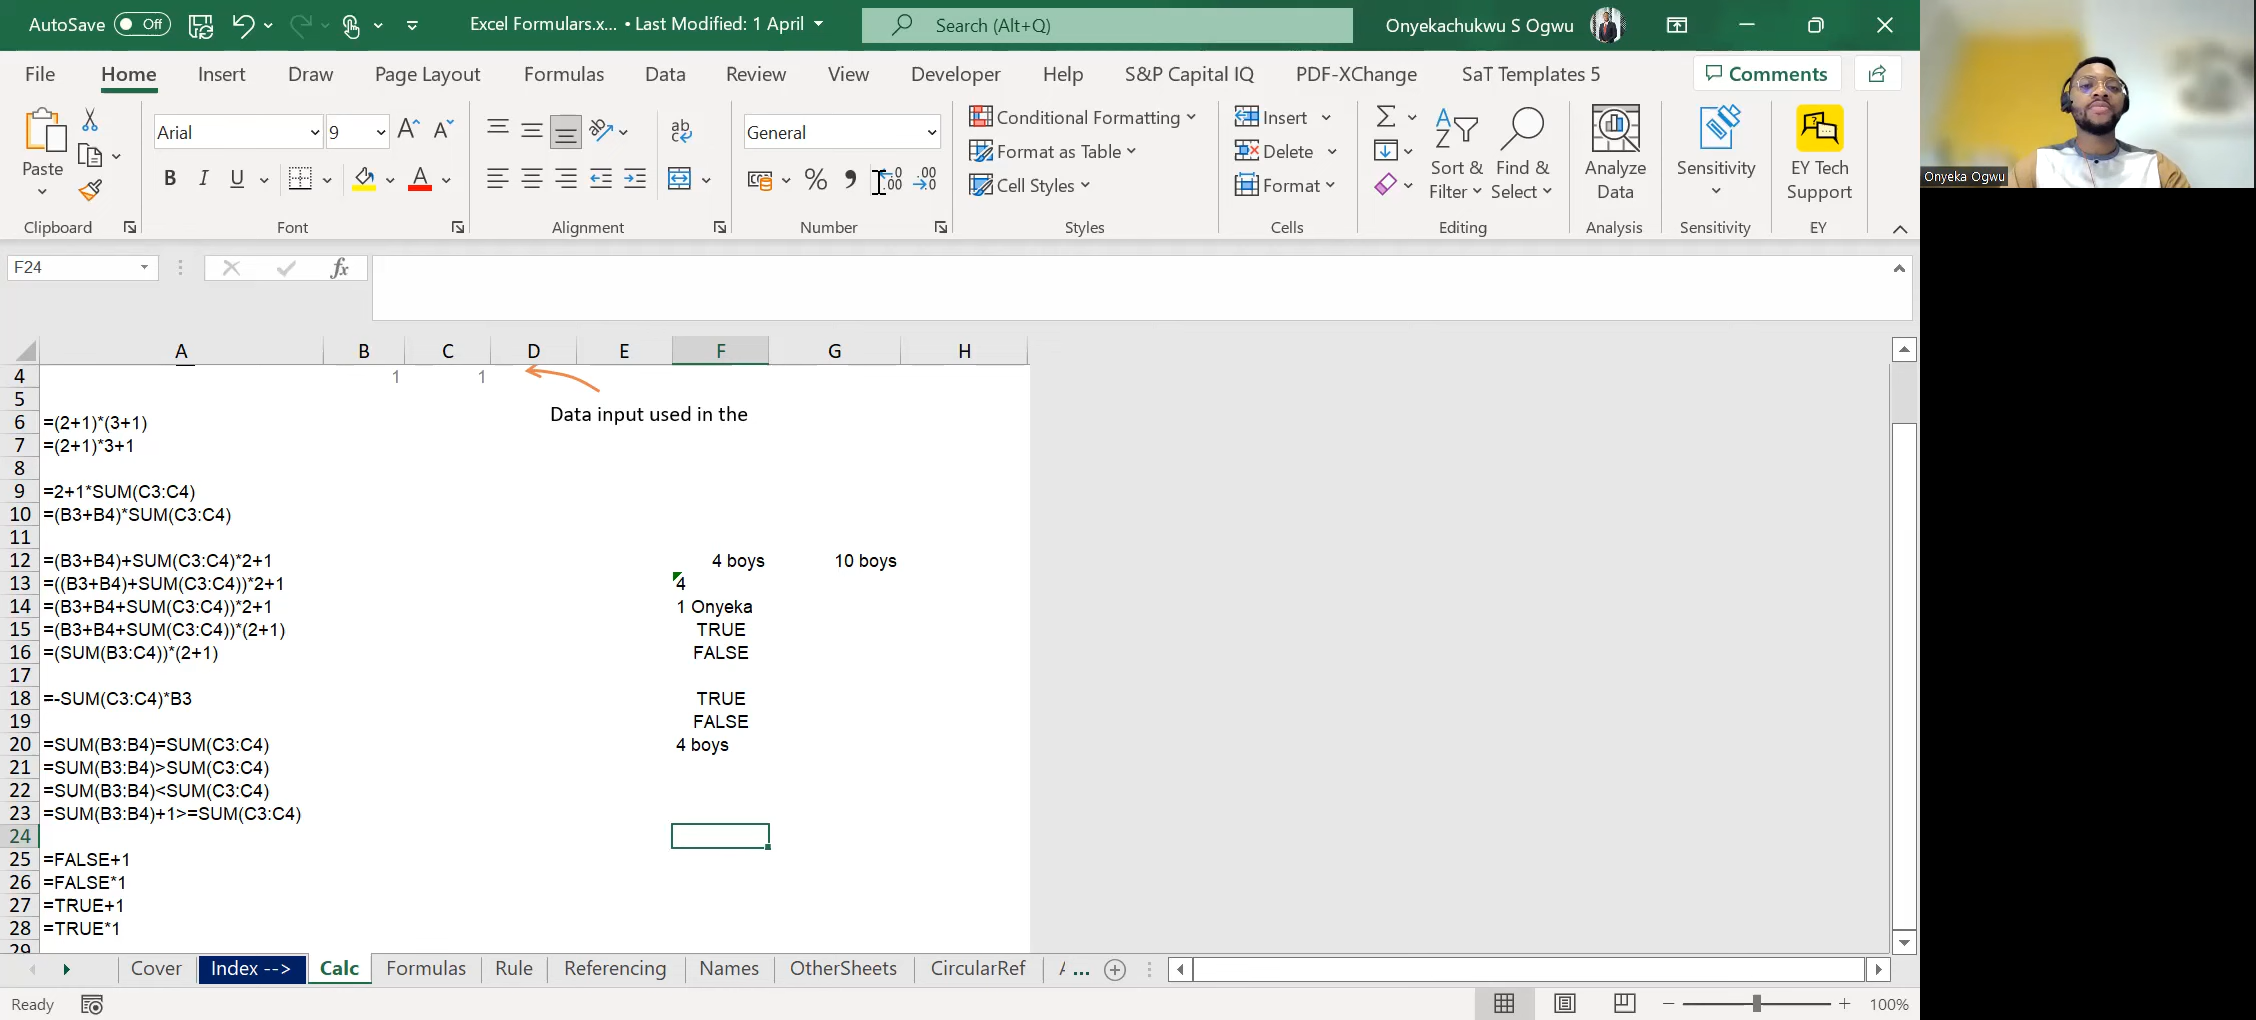 AutoSave Off Excel Formulars.x... • Last Modified: 1 April Search (Alt+Q) Onyekachukwu S Ogwu
File Home Insert Draw Page Layout Formulas Data Review View Developer Help S&P Capital IQ PDF-XChange SaT Templates 5 Comments
Arial 9 General Conditional Formatting Insert
Format as Table Delete
Paste Sort & Find & Analyze Sensitivity EY Tech
B I U % Cell Styles Format Filter Select Data Support
Clipboard Font Alignment Number Styles Cells Editing Analysis Sensitivity EY
Onyeka Ogwu
F24 fx
A B C D E F G H
4 1 1
5
Data input used in the
6 =(2+1)*(3+1)
7 =(2+1)*3+1
8
9 =2+1*SUM(C3:C4)
10 =(B3+B4)*SUM(C3:C4)
11
12 =(B3+B4)+SUM(C3:C4)*2+1 4 boys 10 boys
13 =((B3+B4)+SUM(C3:C4))*2+1 4
14 =(B3+B4+SUM(C3:C4))*2+1 1 Onyeka
15 =(B3+B4+SUM(C3:C4))*(2+1) TRUE
16 =(SUM(B3:C4))*(2+1) FALSE
17
18 =-SUM(C3:C4)*B3 TRUE
19 FALSE
20 =SUM(B3:B4)=SUM(C3:C4) 4 boys
21 =SUM(B3:B4)>SUM(C3:C4)
22 =SUM(B3:B4)<SUM(C3:C4)
23 =SUM(B3:B4)+1>=SUM(C3:C4)
24
25 =FALSE+1
26 =FALSE*1
27 =TRUE+1
28 =TRUE*1
29
Cover Index --> Calc Formulas Rule Referencing Names OtherSheets CircularRef ...
Ready 100%